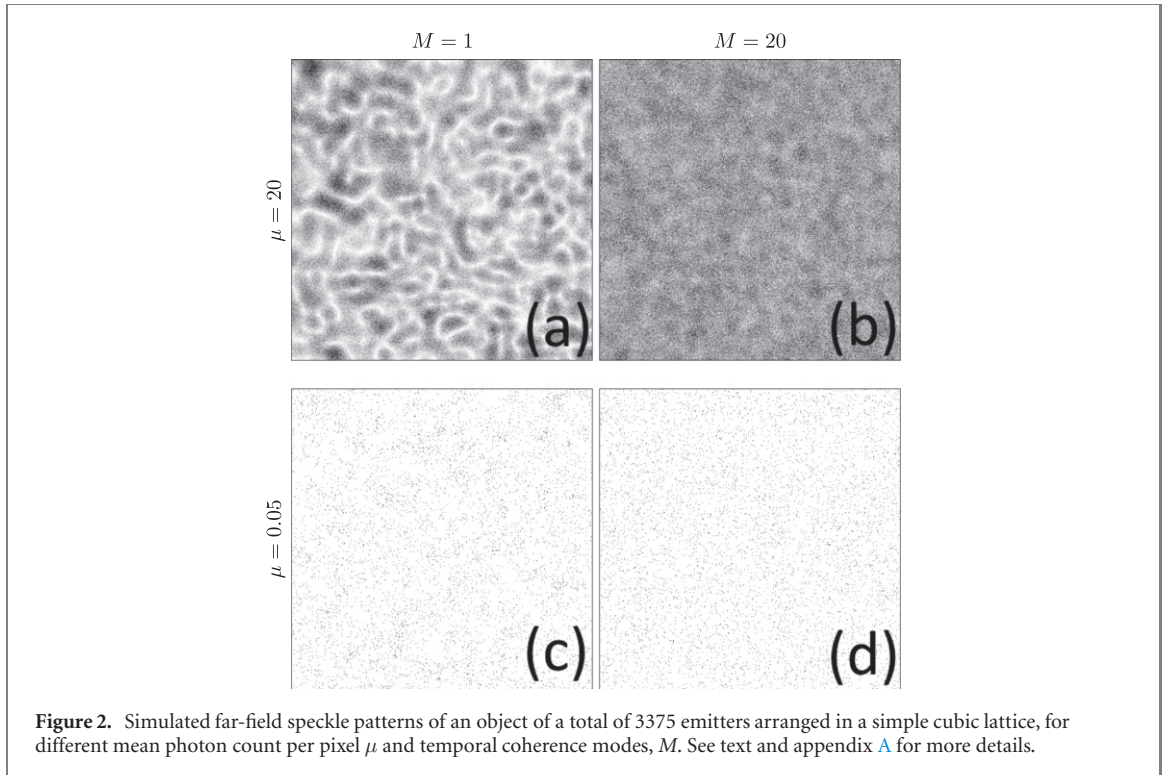 M = 1
M = 20
μ = 20
(a)
(b)
μ = 0.05
(c)
(d)
Figure 2. Simulated far-field speckle patterns of an object of a total of 3375 emitters arranged in a simple cubic lattice, for
different mean photon count per pixel μ and temporal coherence modes, M. See text and appendix A for more details.